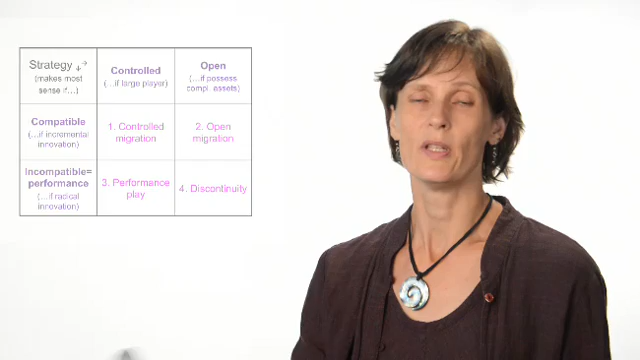 Strategy
(makes most
sense if...)
Controlled
(...if large player)
Open
(...if possess
compl. assets)
Compatible
(...if incremental
innovation)
1. Controlled
migration
2. Open
migration
Incompatible=
performance
(...if radical
innovation)
3. Performance
play
4. Discontinuity